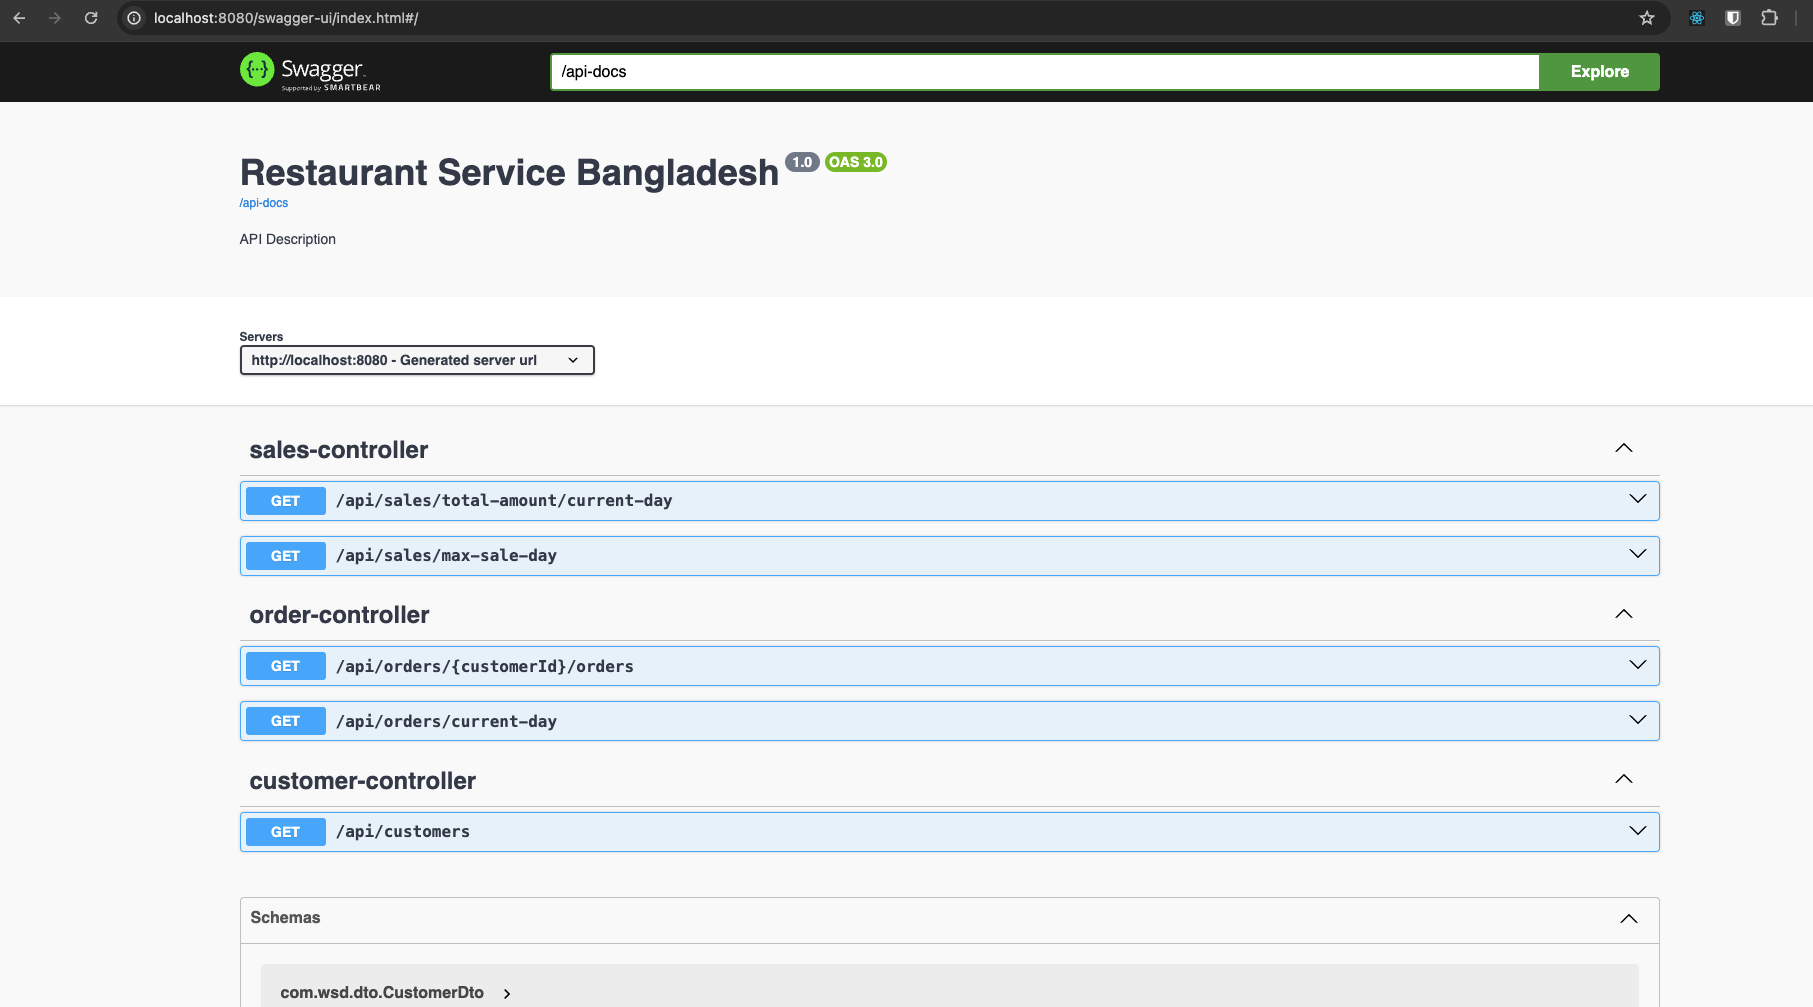 localhost:8080/swagger-ui/index.html#/
Swagger
Supported by SMARTBEAR
/api-docs
Explore
Restaurant Service Bangladesh 1.0 OAS 3.0
/api-docs
API Description
Servers
http://localhost:8080 - Generated server url
sales-controller
GET /api/sales/total-amount/current-day
GET /api/sales/max-sale-day
order-controller
GET /api/orders/{customerId}/orders
GET /api/orders/current-day
customer-controller
GET /api/customers
Schemas
com.wsd.dto.CustomerDto